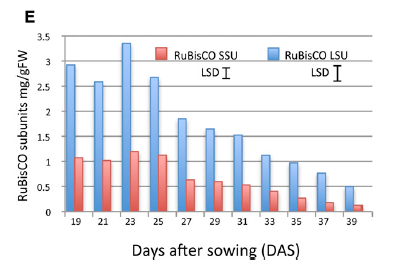 E
RuBisCO subunits mg/gFW
3.5
3
2.5
2
1.5
1
0.5
0
RuBisCO SSU
RuBisCO LSU
LSD
LSD
19 21 23 25 27 29 31 33 35 37 39
Days after sowing (DAS)